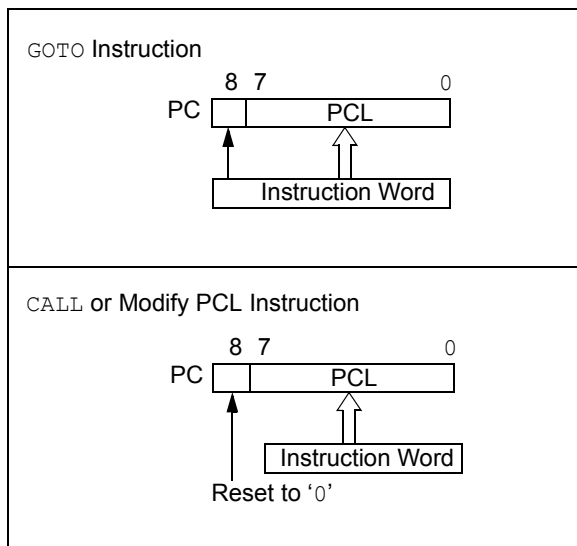 GOTO Instruction
8 7 0
PC PCL
Instruction Word
CALL or Modify PCL Instruction
8 7 0
PC PCL
Instruction Word
Reset to ‘0’